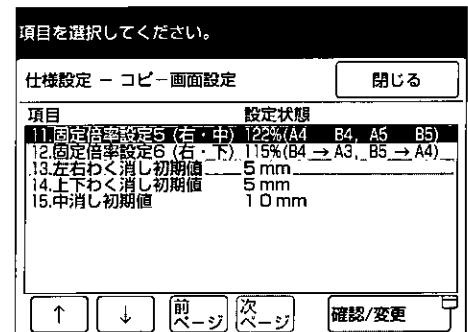 項目を選択してください。
仕様設定 － コピー画面設定 閉じる
項目 設定状態
11.固定倍率設定5 (右・中) 122%(A4 B4, A5 B5)
12.固定倍率設定6 (右・下) 115%(B4 → A3, B5 → A4)
13.左右わく消し初期値 5 mm
14.上下わく消し初期値 5 mm
15.中消し初期値 1 0 mm
↑ ↓ 前ページ 次ページ 確認/変更